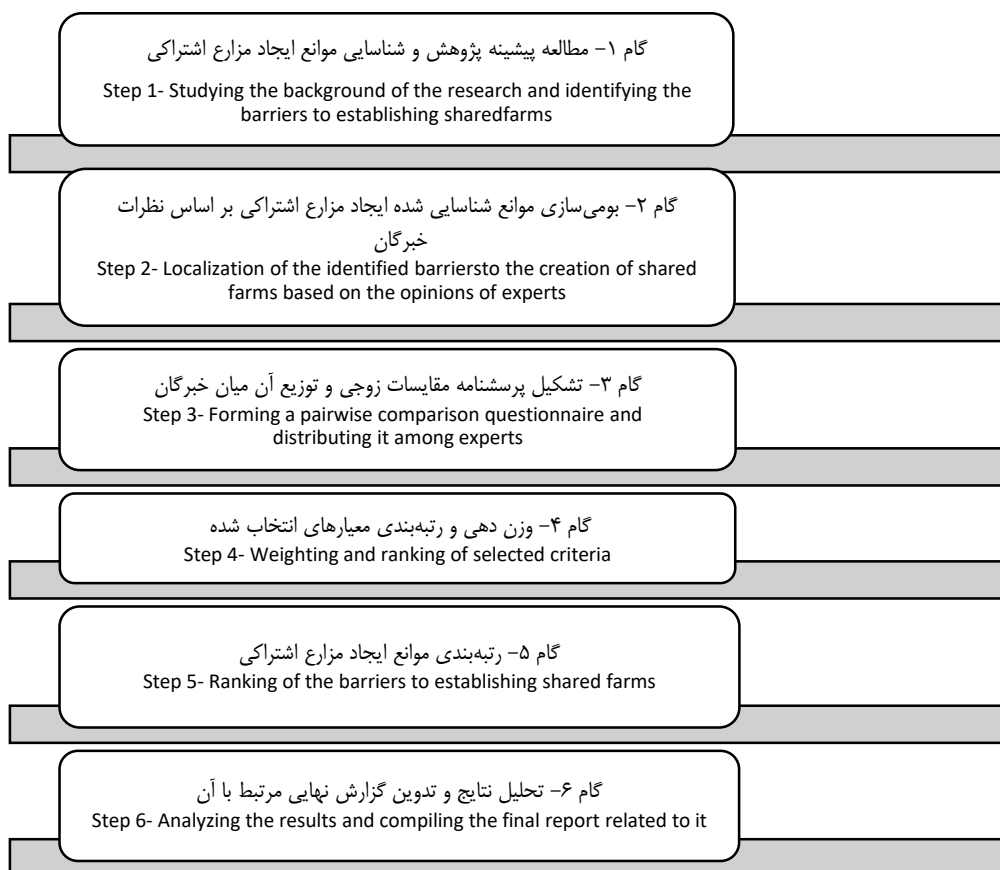 گام ۱- مطالعه پیشینه پژوهش و شناسایی موانع ایجاد مزارع اشتراکی
Step 1- Studying the background of the research and identifying the
barriers to establishing sharedfarms
گام ۲- بومی‌سازی موانع شناسایی شده ایجاد مزارع اشتراکی بر اساس نظرات
خبرگان
Step 2- Localization of the identified barriersto the creation of shared
farms based on the opinions of experts
گام ۳- تشکیل پرسشنامه مقایسات زوجی و توزیع آن میان خبرگان
Step 3- Forming a pairwise comparison questionnaire and
distributing it among experts
گام ۴- وزن دهی و رتبه‌بندی معیارهای انتخاب شده
Step 4- Weighting and ranking of selected criteria
گام ۵- رتبه‌بندی موانع ایجاد مزارع اشتراکی
Step 5- Ranking of the barriers to establishing shared farms
گام ۶- تحلیل نتایج و تدوین گزارش نهایی مرتبط با آن
Step 6- Analyzing the results and compiling the final report related to it